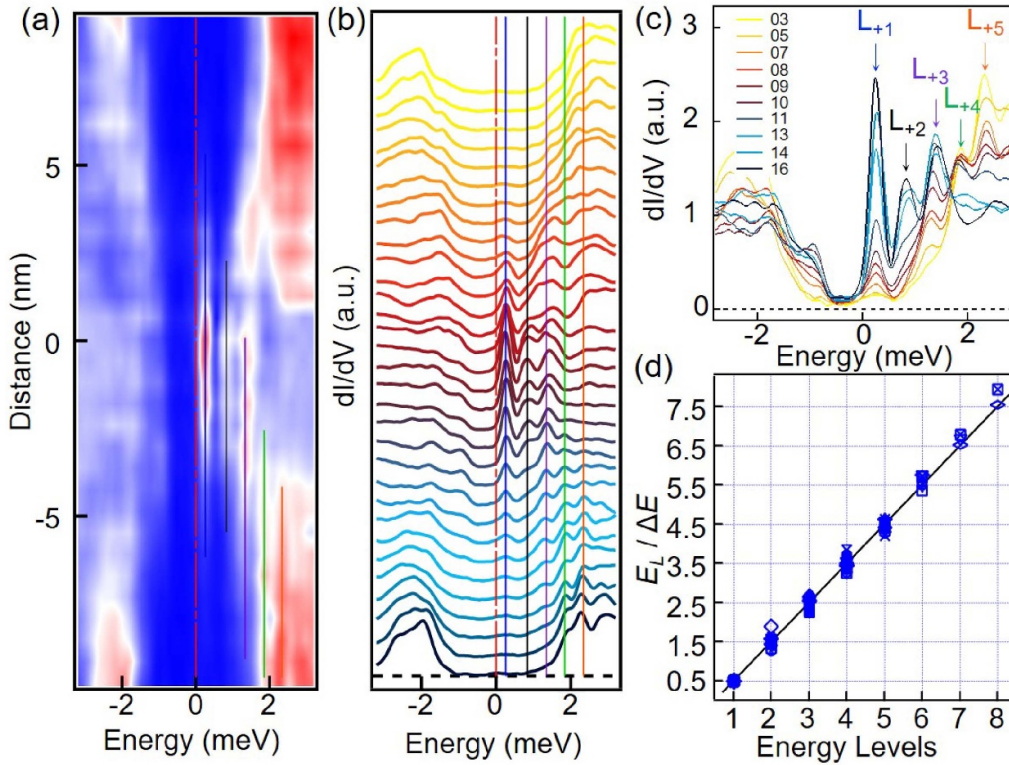 (a)
Distance (nm)
5
0
-5
-2
0
2
Energy (meV)
(b)
dI/dV (a.u.)
-2
0
2
Energy (meV)
(c)
dI/dV (a.u.)
3
2
1
0
03
05
07
08
09
10
11
13
14
16
L+1
L+2
L+3
L+4
L+5
-2
0
2
Energy (meV)
(d)
E_L / ΔE
7.5
6.5
5.5
4.5
3.5
2.5
1.5
0.5
1 2 3 4 5 6 7 8
Energy Levels